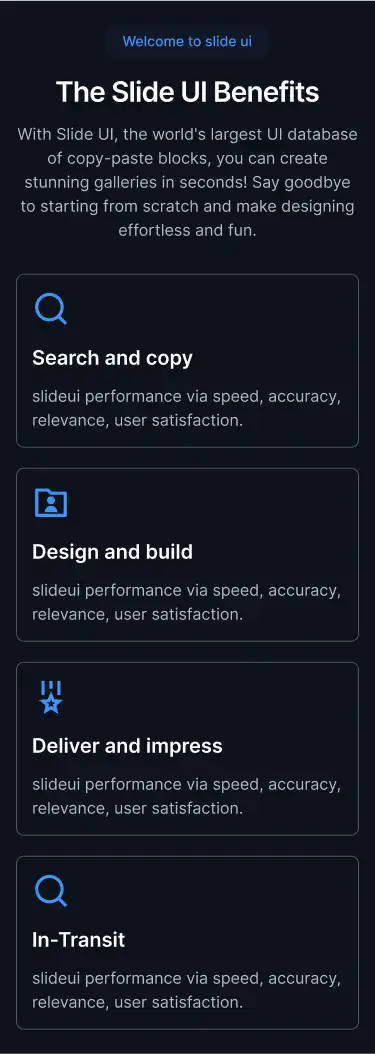 Welcome to slide ui
The Slide UI Benefits
With Slide UI, the world's largest UI database
of copy-paste blocks, you can create
stunning galleries in seconds! Say goodbye
to starting from scratch and make designing
effortless and fun.
Search and copy
slideui performance via speed, accuracy,
relevance, user satisfaction.
Design and build
slideui performance via speed, accuracy,
relevance, user satisfaction.
Deliver and impress
slideui performance via speed, accuracy,
relevance, user satisfaction.
In-Transit
slideui performance via speed, accuracy,
relevance, user satisfaction.